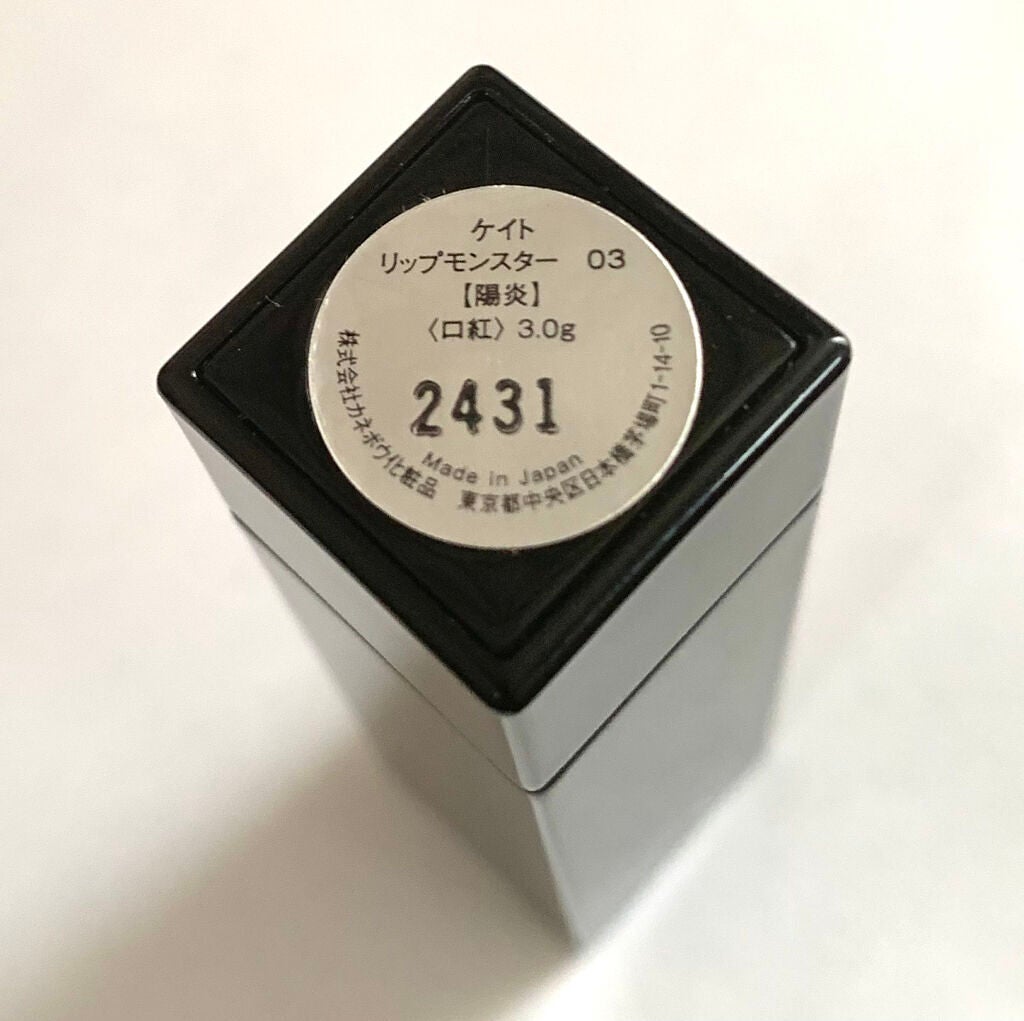 ケイト
リップモンスター 03
【陽炎】
〈口紅〉3.0g
2431
Made in Japan
株式会社カネボウ化粧品 東京都中央区日本橋茅場町1-14-10